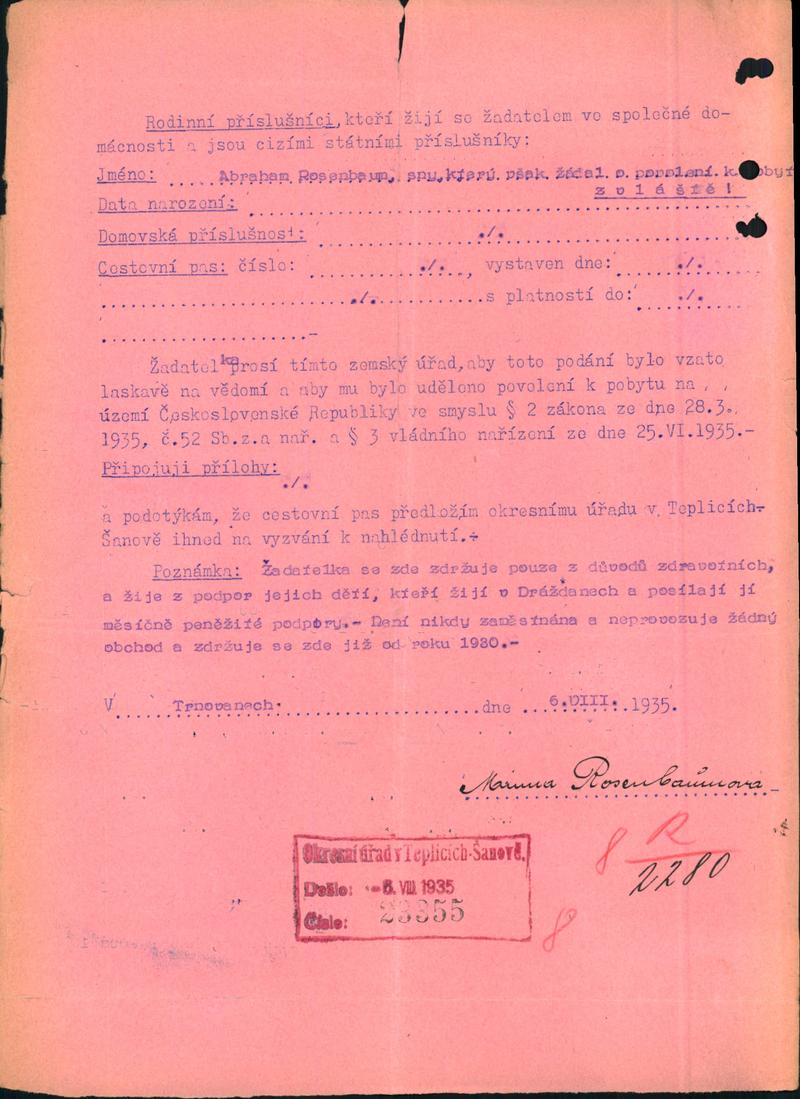 Rodinní příslušníci, kteří žijí se žadatelem ve společné do-
mácnosti a jsou cizími státními příslušníky:
Jméno: .... Abraham Rosenbaum, syn, který však žádal o povolení k pobyt
zvláště!
Data narození:
Domovská příslušnost: ./.
Cestovní pas: číslo: ./. , vystaven dne: ./.
./. s platností do: ./.
.-
Žadatel ka prosí tímto zemský úřad, aby toto podání bylo vzato
laskavě na vědomí a aby mu bylo uděleno povolení k pobytu na
území Československé Republiky ve smyslu § 2 zákona ze dne 28.3.
1935, č.52 Sb.z.a nař. a § 3 vládního nařízení ze dne 25.VI.1935.-
Připojuji přílohy:
./.
a podotýkám, že cestovní pas předložím okresnímu úřadu v Teplicích-
Šanově ihned na vyzvání k nahlédnutí.-
Poznámka: Žadatelka se zde zdržuje pouze z důvodů zdravotních,
a žije z podpor jejich dětí, kteří žijí v Drážďanech a posílají jí
měsíčně peněžité podpory.- Není nikdy zaměstnána a neprovozuje žádný
obchod a zdržuje se zde již od roku 1930.-
V Trnovanech dne 6.VIII. 1935.
Rosenbaumová
Okresní úřad v Teplicích-Šanově.
Došlo: -6. VIII. 1935
Číslo: 23355
8 R
2280
8